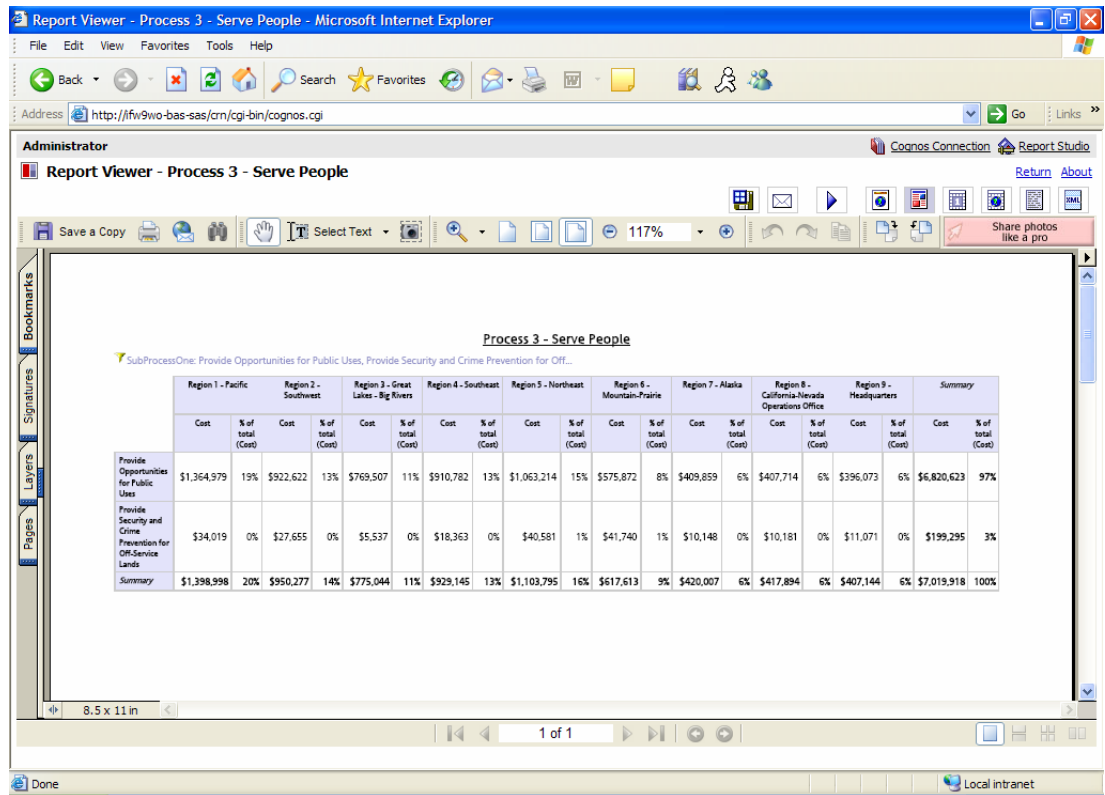 Report Viewer - Process 3 - Serve People - Microsoft Internet Explorer
File Edit View Favorites Tools Help
Back Search Favorites
Address http://ifw9wo-bas-sas/crn/cgi-bin/cognos.cgi Go Links »
Administrator Cognos Connection Report Studio
Report Viewer - Process 3 - Serve People Return About
XML
Save a Copy Select Text 117% Share photos
like a pro
Bookmarks
Signatures
Layers
Pages
Process 3 - Serve People
SubProcessOne: Provide Opportunities for Public Uses, Provide Security and Crime Prevention for Off...
Region 1 - Pacific Region 2 - Region 3 - Great Region 4 - Southeast Region 5 - Northeast Region 6 - Region 7 - Alaska Region 8 - Region 9 - Summary
Southwest Lakes - Big Rivers Mountain-Prairie California-Nevada Headquarters
Operations Office
Cost % of Cost % of Cost % of Cost % of Cost % of Cost % of Cost % of Cost % of Cost % of Cost % of
total total total total total total total total total total
(Cost) (Cost) (Cost) (Cost) (Cost) (Cost) (Cost) (Cost) (Cost) (Cost)
Provide
Opportunities
for Public
Uses
$1,364,979 19% $922,622 13% $769,507 11% $910,782 13% $1,063,214 15% $575,872 8% $409,859 6% $407,714 6% $396,073 6% $6,820,623 97%
Provide
Security and
Crime
Prevention for
Off-Service
Lands
$34,019 0% $27,655 0% $5,537 0% $18,363 0% $40,581 1% $41,740 1% $10,148 0% $10,181 0% $11,071 0% $199,295 3%
Summary $1,398,998 20% $950,277 14% $775,044 11% $929,145 13% $1,103,795 16% $617,613 9% $420,007 6% $417,894 6% $407,144 6% $7,019,918 100%
8.5 x 11 in
1 of 1
Done Local intranet